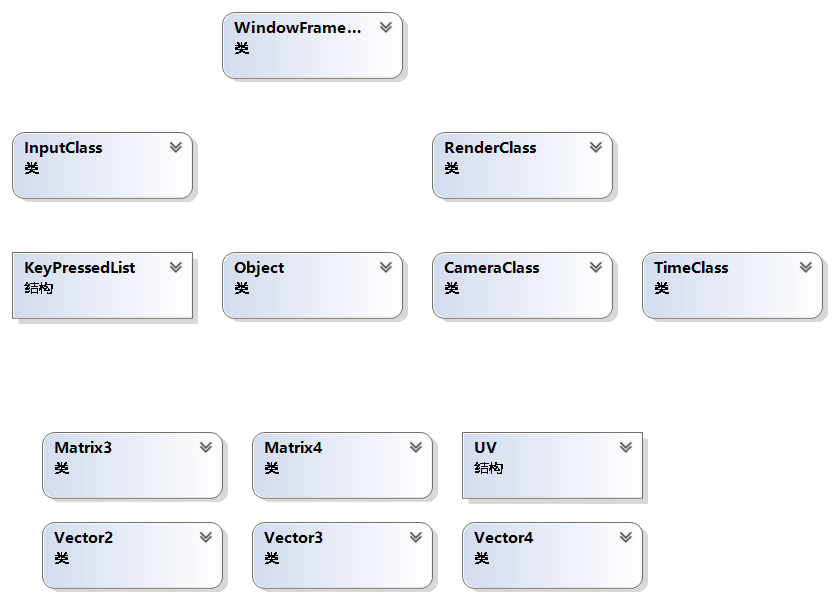 WindowFrame...
类
InputClass
类
RenderClass
类
KeyPressedList
结构
Object
类
CameraClass
类
TimeClass
类
Matrix3
类
Matrix4
类
UV
结构
Vector2
类
Vector3
类
Vector4
类